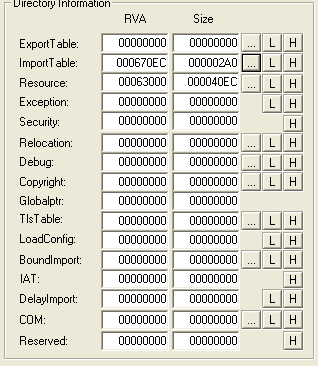 Directory Information
RVA Size
ExportTable: 00000000 00000000 ... L H
ImportTable: 000670EC 000002A0 ... L H
Resource: 00063000 000040EC ... L H
Exception: 00000000 00000000 L H
Security: 00000000 00000000 H
Relocation: 00000000 00000000 ... L H
Debug: 00000000 00000000 ... L H
Copyright: 00000000 00000000 ... L H
Globalptr: 00000000 00000000
TlsTable: 00000000 00000000 ... L H
LoadConfig: 00000000 00000000 L H
BoundImport: 00000000 00000000 ... L H
IAT: 00000000 00000000 H
DelayImport: 00000000 00000000 L H
COM: 00000000 00000000 ... L H
Reserved: 00000000 00000000 H